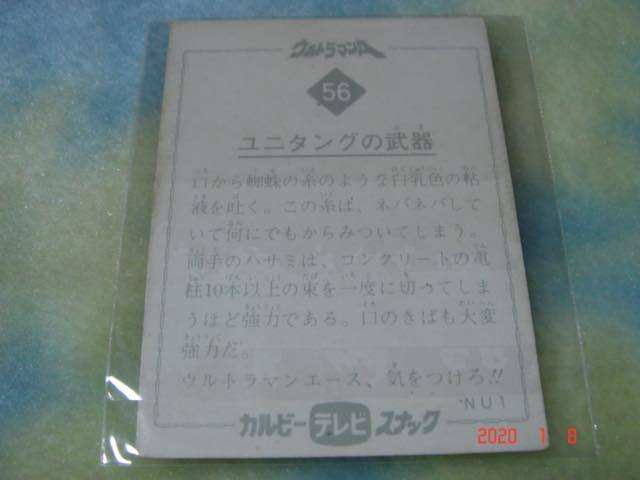 ウルトラマンA
56
ユニタングの武器
口から蜘蛛の糸のような白乳色の粘
液を吐く。この糸は、ネバネバして
いて荷にでもからみついてしまう。
両手のハサミは、コンクリートの電
柱10本以上の束を一度に切ってしま
うほど強力である。口のきばも大変
強力だ。
ウルトラマンエース、気をつけろ!!
NU1
カルビー テレビ スナック
2020 1 8